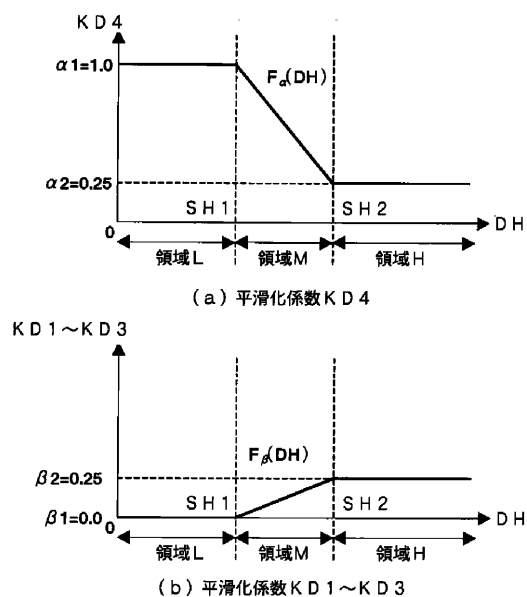 KD4
α1=1.0
Fα(DH)
α2=0.25
SH1
SH2
0
DH
領域L
領域M
領域H
(a)平滑化係数KD4
KD1～KD3
Fβ(DH)
β2=0.25
SH1
SH2
β1=0.0
0
DH
領域L
領域M
領域H
(b)平滑化係数KD1～KD3